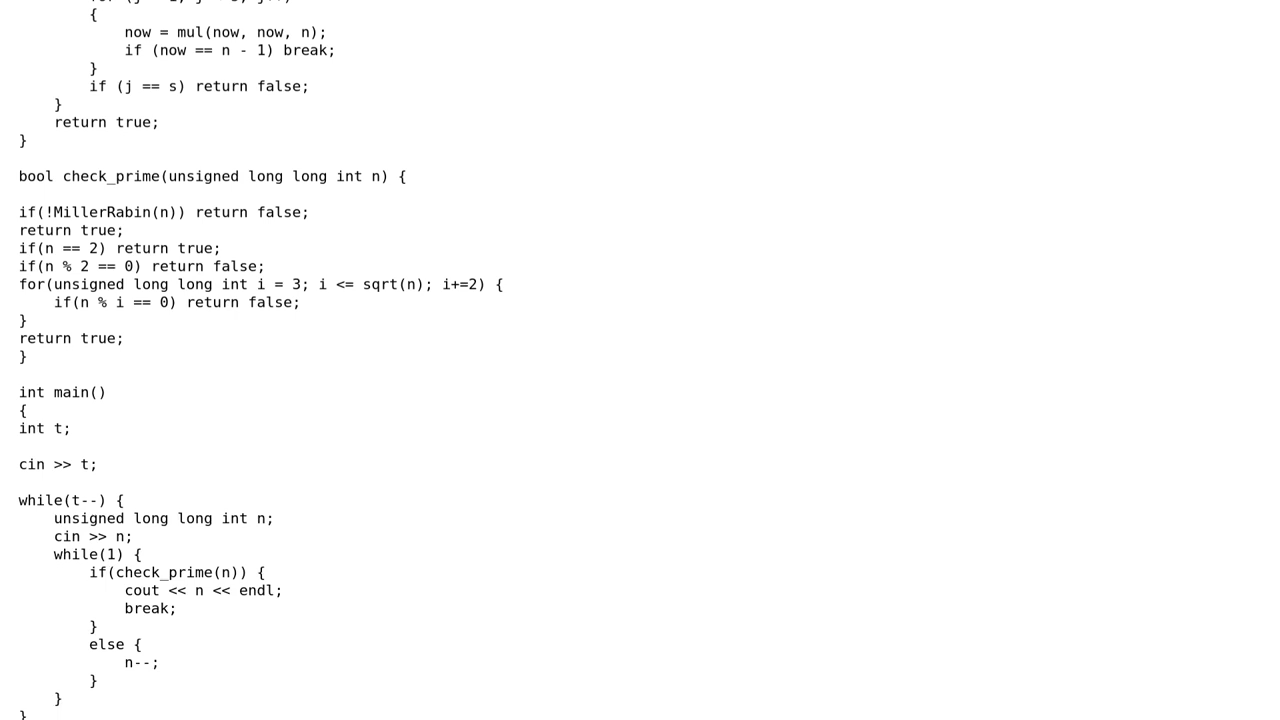 {
            now = mul(now, now, n);
            if (now == n - 1) break;
        }
        if (j == s) return false;
    }
    return true;
}

bool check_prime(unsigned long long int n) {

if(!MillerRabin(n)) return false;
return true;
if(n == 2) return true;
if(n % 2 == 0) return false;
for(unsigned long long int i = 3; i <= sqrt(n); i+=2) {
    if(n % i == 0) return false;
}
return true;
}

int main()
{
int t;

cin >> t;

while(t--) {
    unsigned long long int n;
    cin >> n;
    while(1) {
        if(check_prime(n)) {
            cout << n << endl;
            break;
        }
        else {
            n--;
        }
    }
}